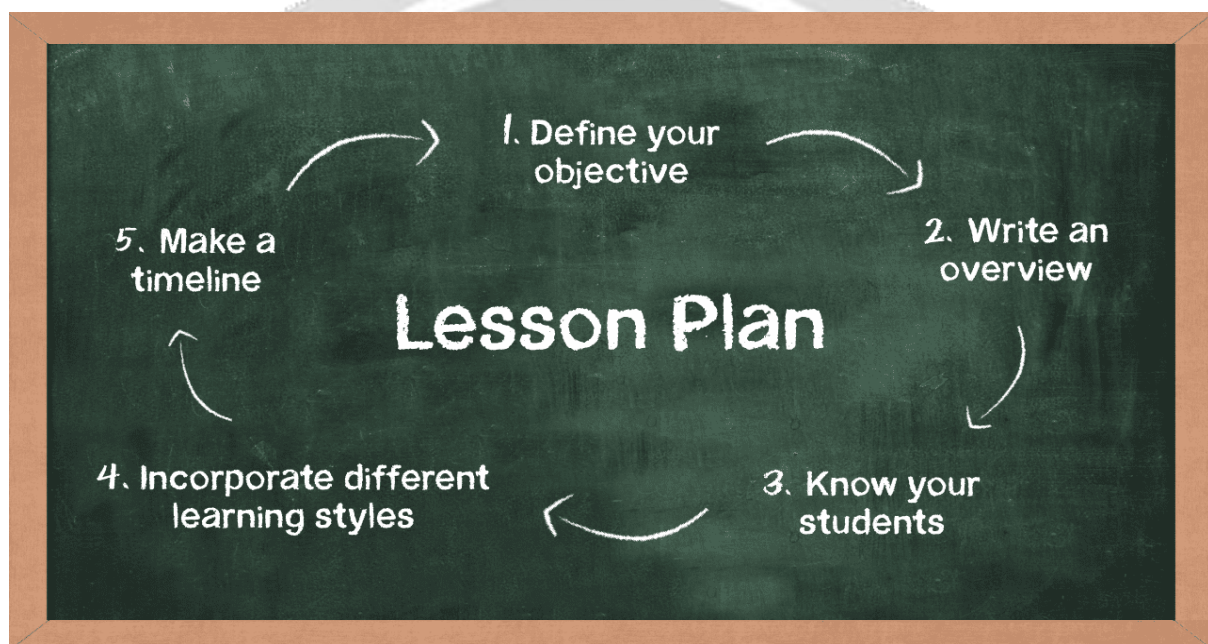 Lesson Plan
1. Define your
objective
2. Write an
overview
3. Know your
students
4. Incorporate different
learning styles
5. Make a
timeline